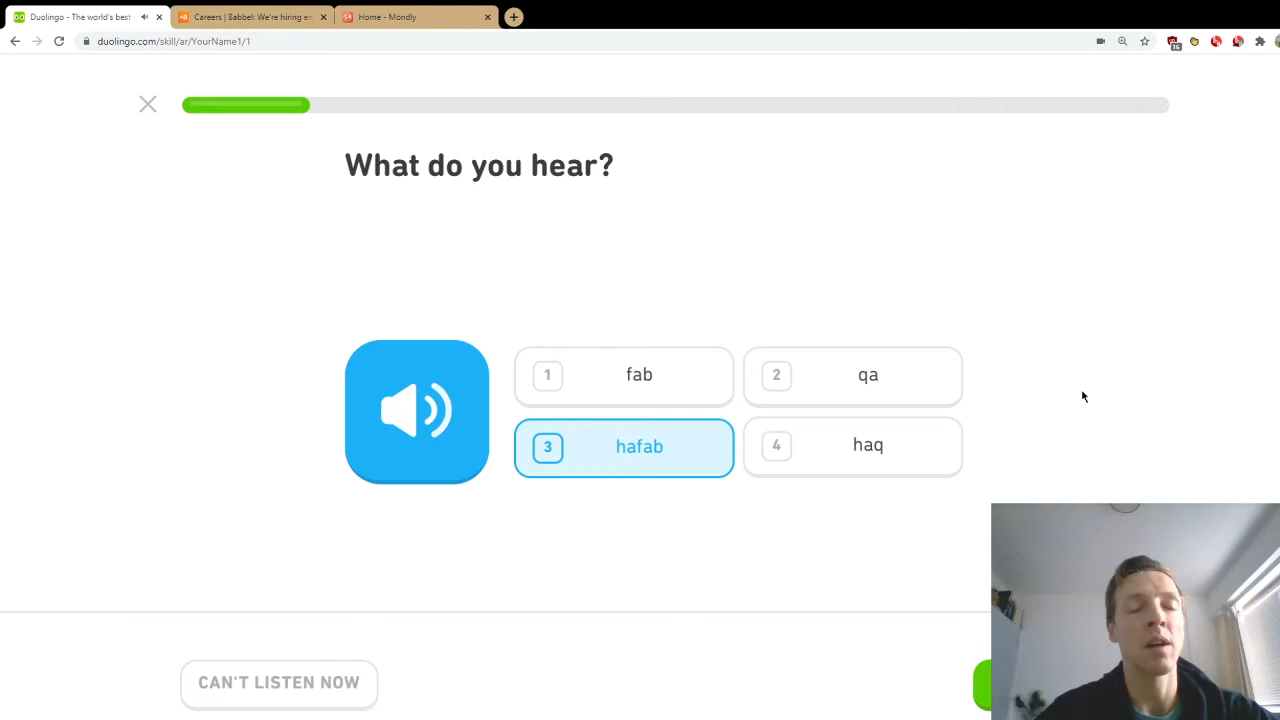 Duolingo - The world's best
Careers | Babbel: We're hiring en
Home - Mondly
duolingo.com/skill/ar/YourName1/1
16
What do you hear?
1 fab
2 qa
3 hafab
4 haq
CAN'T LISTEN NOW